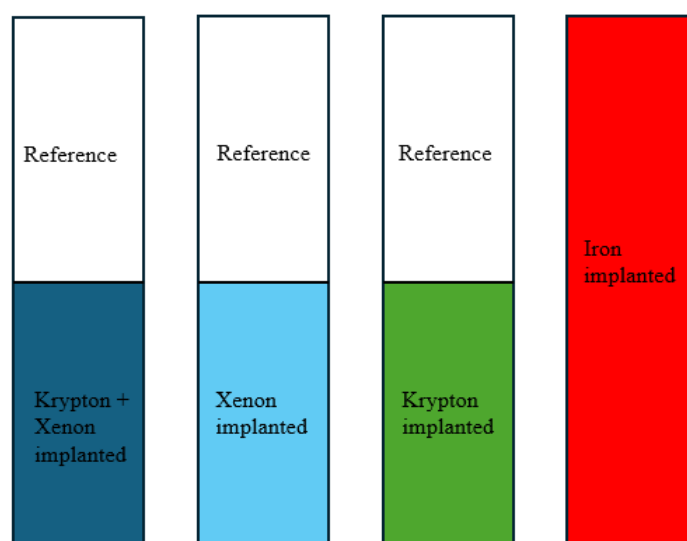 Reference
Reference
Reference
Iron
implanted
Krypton +
Xenon
implanted
Xenon
implanted
Krypton
implanted